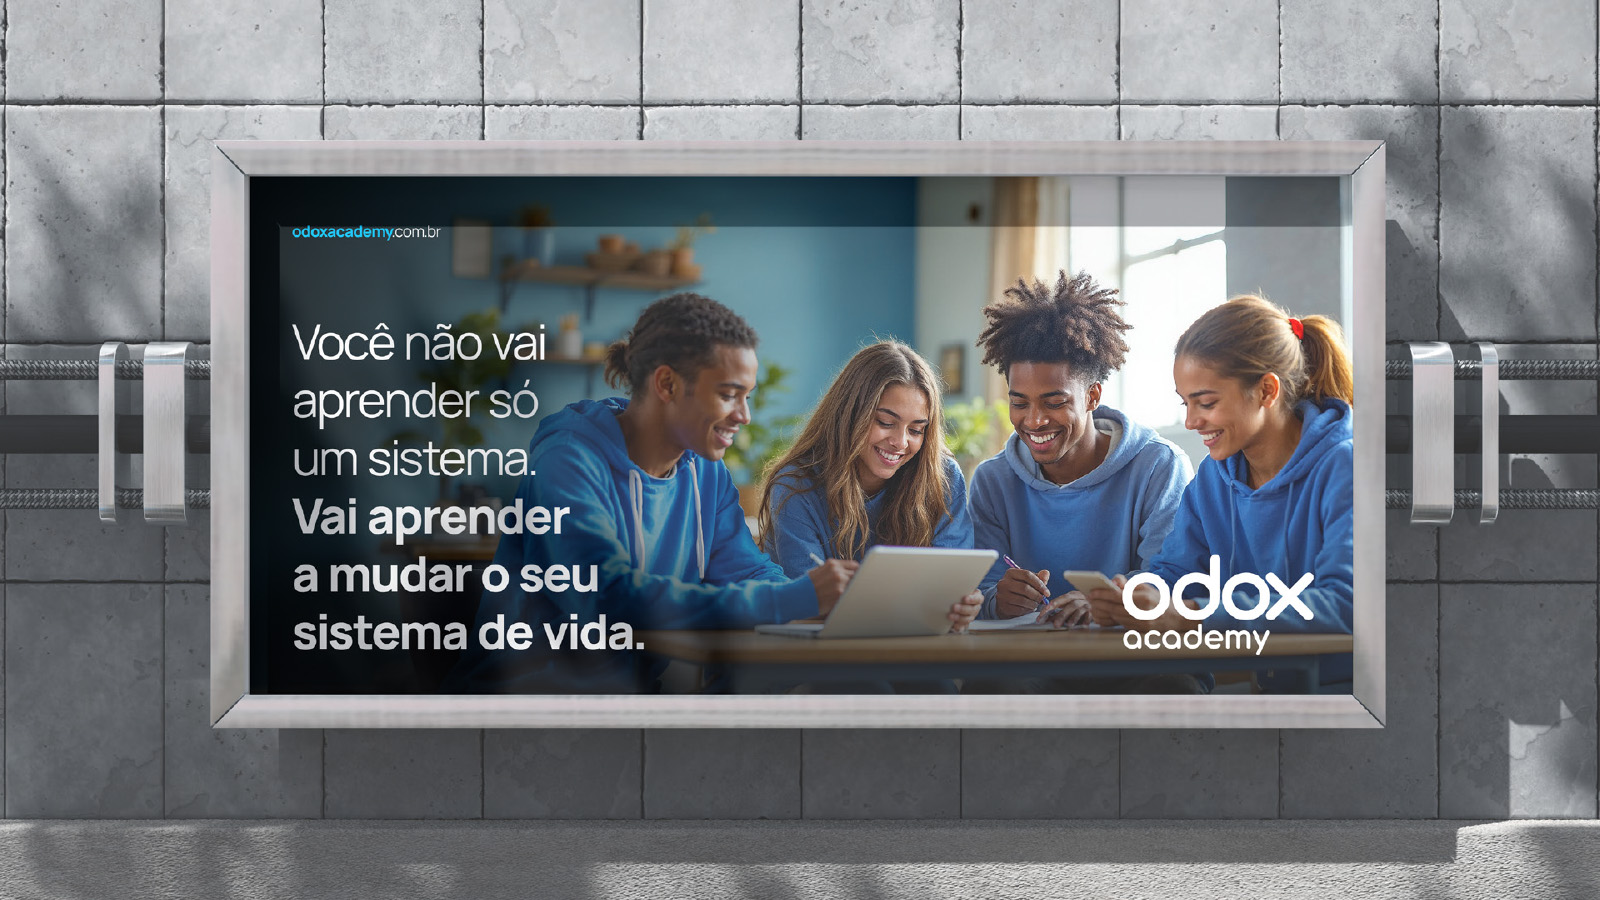 odoxacademy.com.br
Você não vai
aprender só
um sistema.
Vai aprender
a mudar o seu
sistema de vida.
odox
academy